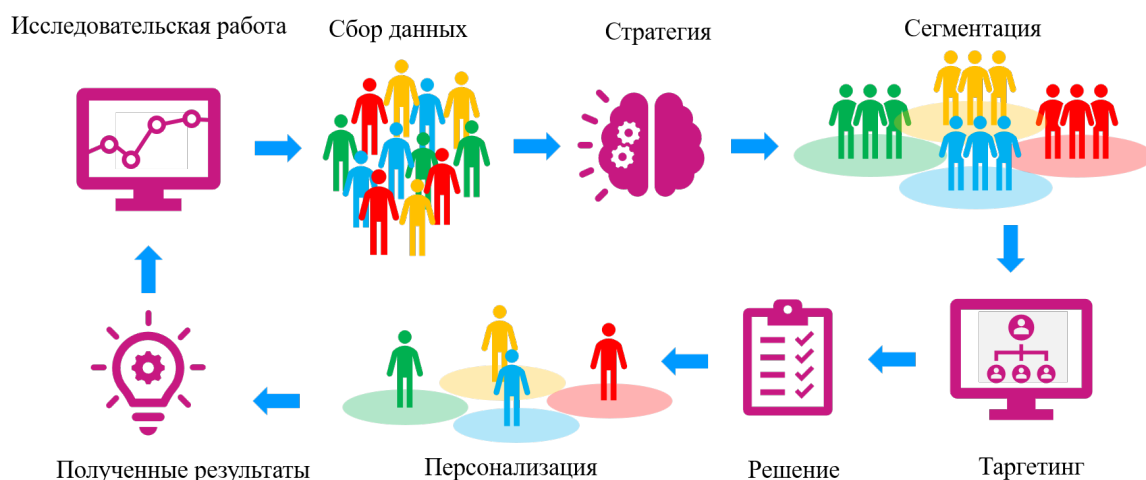 Исследовательская работа
Сбор данных
Стратегия
Сегментация
Полученные результаты
Персонализация
Решение
Таргетинг